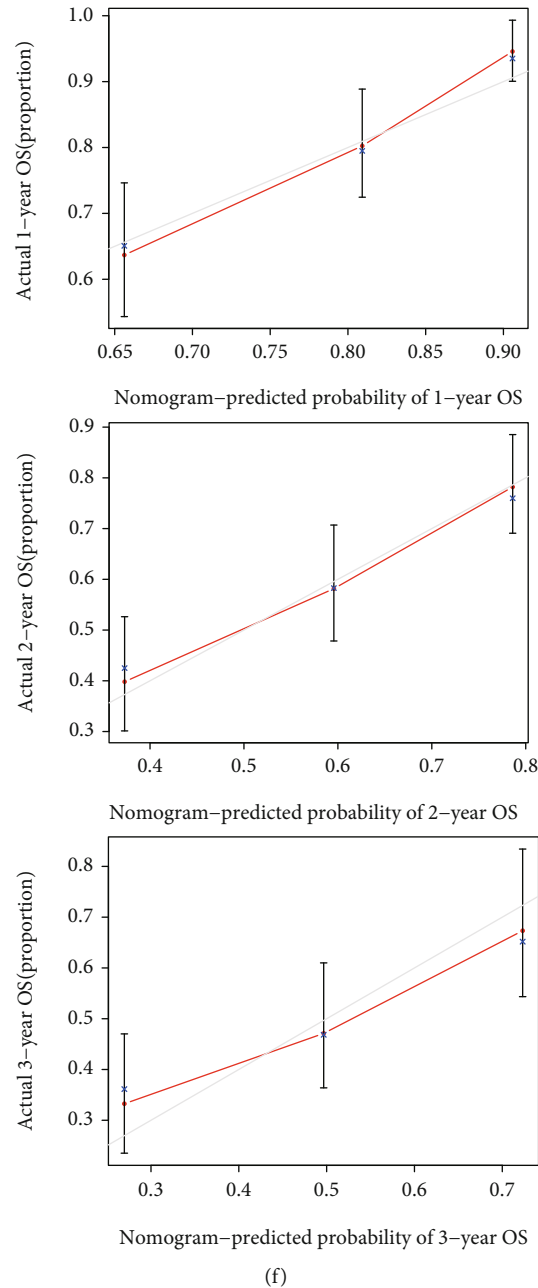 1.0
0.9
0.8
0.7
0.6
Actual 1−year OS(proportion)
0.65 0.70 0.75 0.80 0.85 0.90
Nomogram−predicted probability of 1−year OS
0.9
0.8
0.7
0.6
0.5
0.4
0.3
Actual 2−year OS(proportion)
0.4 0.5 0.6 0.7 0.8
Nomogram−predicted probability of 2−year OS
0.8
0.7
0.6
0.5
0.4
0.3
Actual 3−year OS(proportion)
0.3 0.4 0.5 0.6 0.7
Nomogram−predicted probability of 3−year OS
(f)